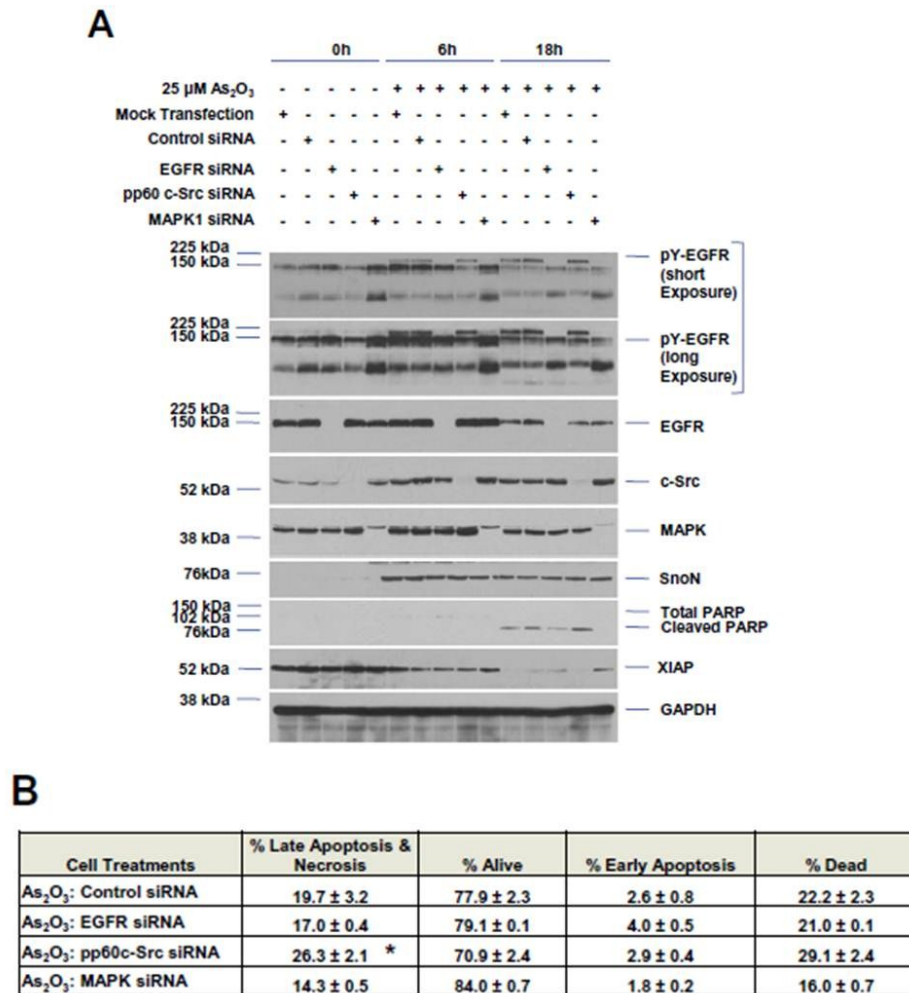 A
0h 6h 18h
25 µM As₂O₃ - - - - - + + + + + + + + + +
Mock Transfection + - - - - + - - - - + - - - -
Control siRNA - + - - - - + - - - - + - - -
EGFR siRNA - - + - - - - + - - - - + - -
pp60 c-Src siRNA - - - + - - - - + - - - - + -
MAPK1 siRNA - - - - + - - - - + - - - - +
225 kDa
150 kDa
pY-EGFR
(short
Exposure)
225 kDa
150 kDa
pY-EGFR
(long
Exposure)
225 kDa
150 kDa
EGFR
52 kDa
c-Src
38 kDa
MAPK
76kDa
SnoN
150 kDa
102 kDa
76kDa
Total PARP
Cleaved PARP
52 kDa
XIAP
38 kDa
GAPDH
B
Cell Treatments % Late Apoptosis & Necrosis % Alive % Early Apoptosis % Dead
As₂O₃: Control siRNA 19.7 ± 3.2 77.9 ± 2.3 2.6 ± 0.8 22.2 ± 2.3
As₂O₃: EGFR siRNA 17.0 ± 0.4 79.1 ± 0.1 4.0 ± 0.5 21.0 ± 0.1
As₂O₃: pp60c-Src siRNA 26.3 ± 2.1 * 70.9 ± 2.4 2.9 ± 0.4 29.1 ± 2.4
As₂O₃: MAPK siRNA 14.3 ± 0.5 84.0 ± 0.7 1.8 ± 0.2 16.0 ± 0.7